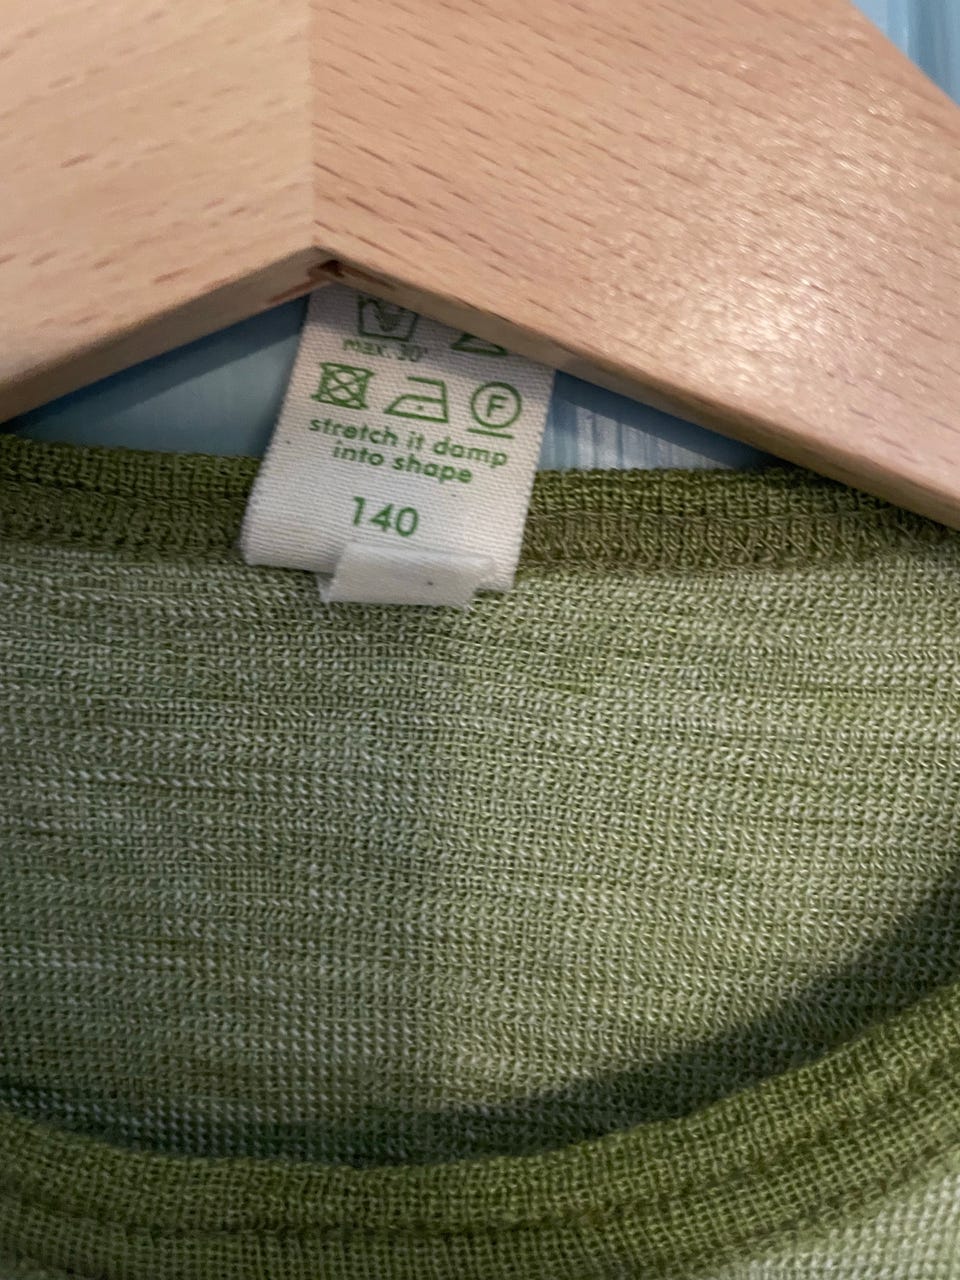 max. 30°
F
stretch it damp
into shape
140